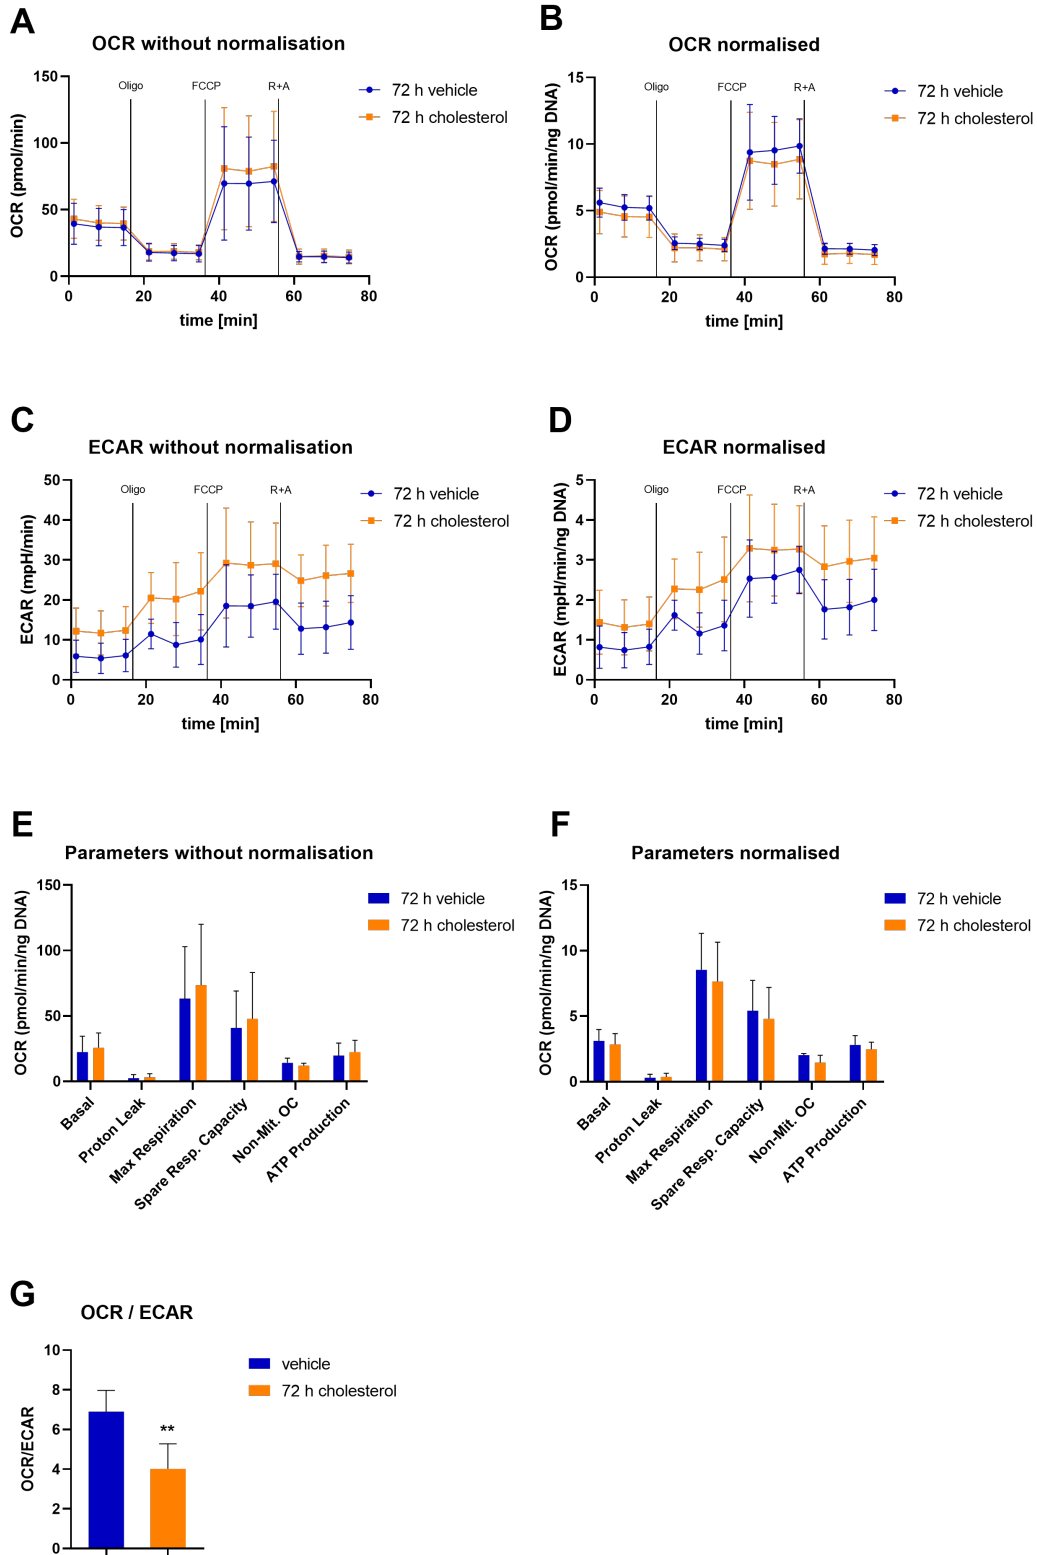 A
OCR without normalisation
OCR (pmol/min)
150
100
50
0
Oligo
FCCP
R+A
72 h vehicle
72 h cholesterol
0 20 40 60 80
time [min]
B
OCR normalised
OCR (pmol/min/ng DNA)
15
10
5
0
Oligo
FCCP
R+A
72 h vehicle
72 h cholesterol
0 20 40 60 80
time [min]
C
ECAR without normalisation
ECAR (mpH/min)
50
40
30
20
10
0
Oligo
FCCP
R+A
72 h vehicle
72 h cholesterol
0 20 40 60 80
time [min]
D
ECAR normalised
ECAR (mpH/min/ng DNA)
5
4
3
2
1
0
Oligo
FCCP
R+A
72 h vehicle
72 h cholesterol
0 20 40 60 80
time [min]
E
Parameters without normalisation
OCR (pmol/min/ng DNA)
150
100
50
0
72 h vehicle
72 h cholesterol
Basal
Proton Leak
Max Respiration
Spare Resp. Capacity
Non-Mit. OC
ATP Production
F
Parameters normalised
OCR (pmol/min/ng DNA)
15
10
5
0
72 h vehicle
72 h cholesterol
Basal
Proton Leak
Max Respiration
Spare Resp. Capacity
Non-Mit. OC
ATP Production
G
OCR / ECAR
OCR/ECAR
10
8
6
4
2
0
**
vehicle
72 h cholesterol